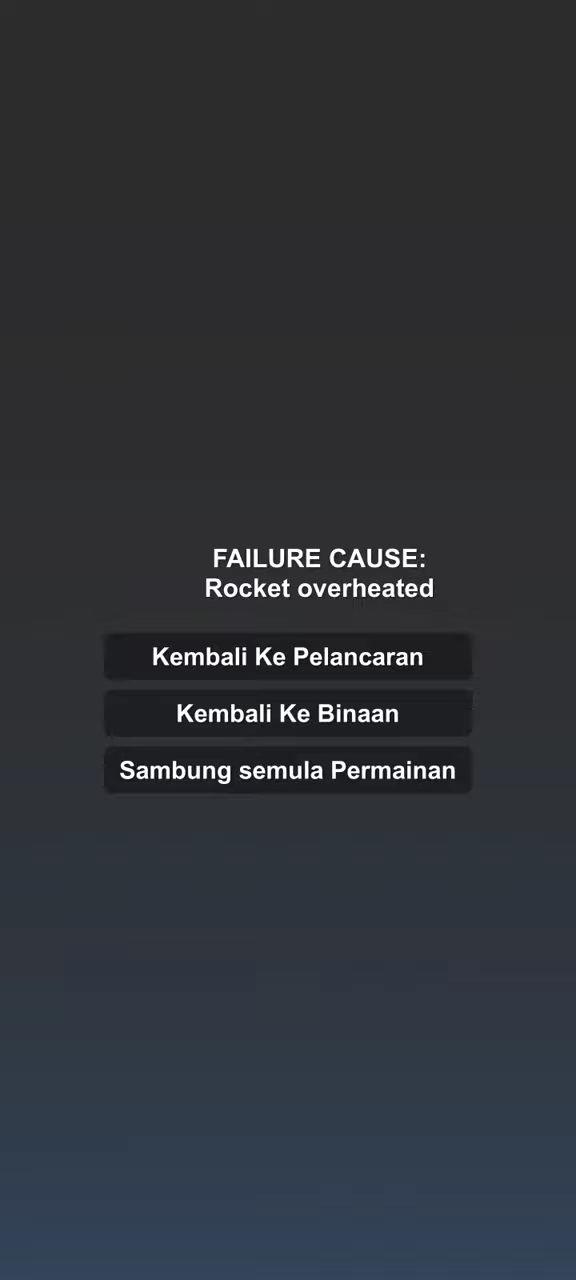 FAILURE CAUSE:
Rocket overheated
Kembali Ke Pelancaran
Kembali Ke Binaan
Sambung semula Permainan